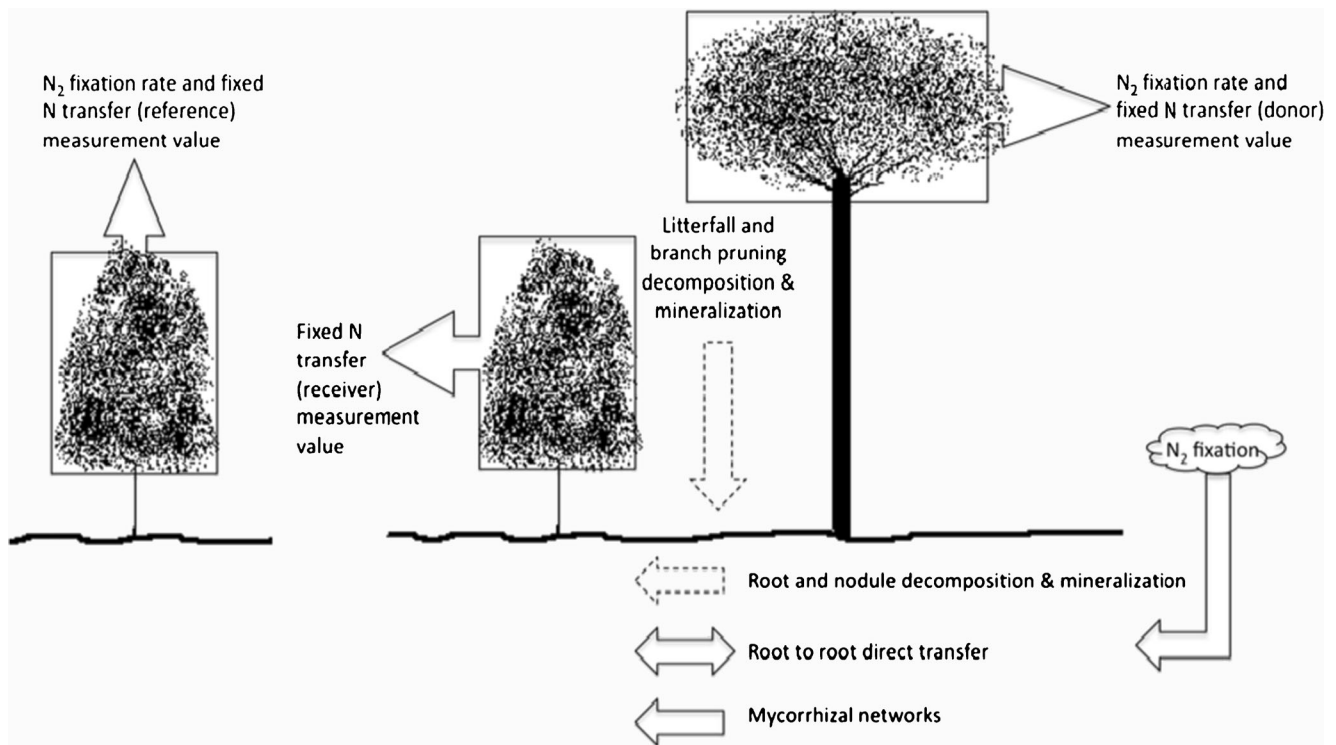 N₂ fixation rate and fixed
N transfer (reference)
measurement value
N₂ fixation rate and
fixed N transfer (donor)
measurement value
Litterfall and
branch pruning
decomposition &
mineralization
Fixed N
transfer
(receiver)
measurement
value
N₂ fixation
Root and nodule decomposition & mineralization
Root to root direct transfer
Mycorrhizal networks